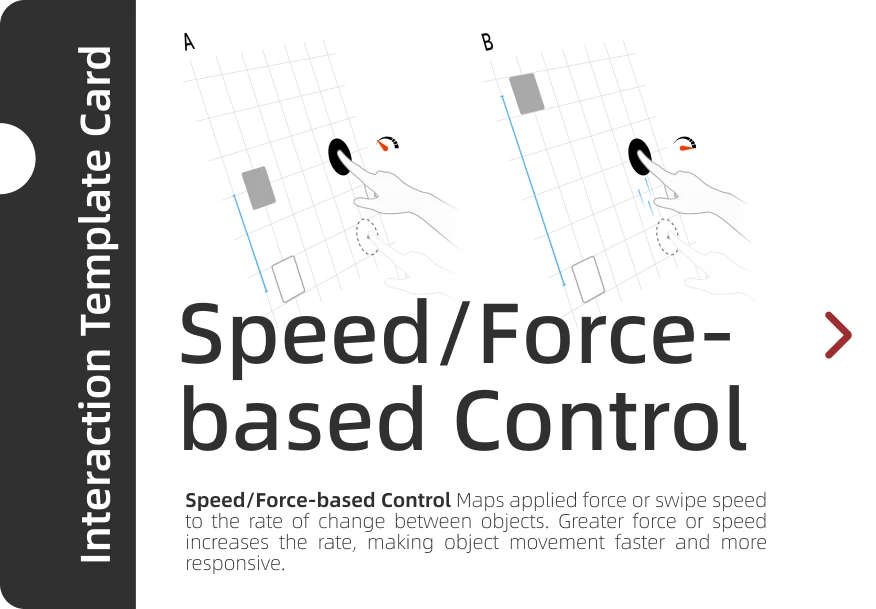 Interaction Template Card
A
B
Speed/Force-
based Control
Speed/Force-based Control Maps applied force or swipe speed
to the rate of change between objects. Greater force or speed
increases the rate, making object movement faster and more
responsive.